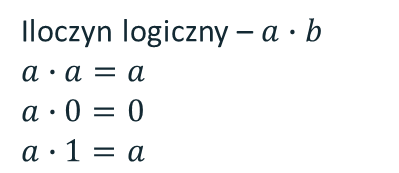 Iloczyn logiczny – a · b
a · a = a
a · 0 = 0
a · 1 = a